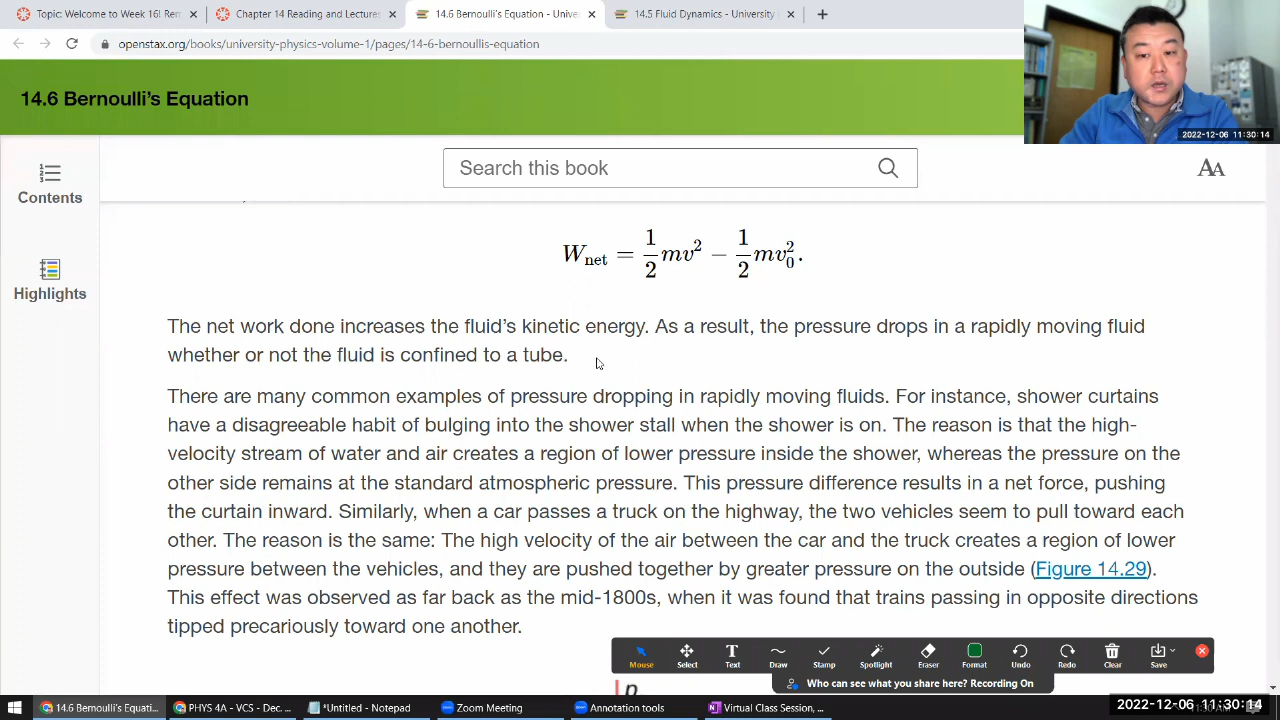 Topic: Welcome to Week 16! Rem
Chapter 14 Reading and Lectures
14.6 Bernoulli's Equation - Unive
14.5 Fluid Dynamics - University
openstax.org/books/university-physics-volume-1/pages/14-6-bernoullis-equation
14.6 Bernoulli's Equation
2022-12-06 11:30:14
Search this book
AA
Contents
Highlights
W_net = 1/2 mv² − 1/2 mv₀².
The net work done increases the fluid's kinetic energy. As a result, the pressure drops in a rapidly moving fluid
whether or not the fluid is confined to a tube.
There are many common examples of pressure dropping in rapidly moving fluids. For instance, shower curtains
have a disagreeable habit of bulging into the shower stall when the shower is on. The reason is that the high-
velocity stream of water and air creates a region of lower pressure inside the shower, whereas the pressure on the
other side remains at the standard atmospheric pressure. This pressure difference results in a net force, pushing
the curtain inward. Similarly, when a car passes a truck on the highway, the two vehicles seem to pull toward each
other. The reason is the same: The high velocity of the air between the car and the truck creates a region of lower
pressure between the vehicles, and they are pushed together by greater pressure on the outside (Figure 14.29).
This effect was observed as far back as the mid-1800s, when it was found that trains passing in opposite directions
tipped precariously toward one another.
Mouse Select Text Draw Stamp Spotlight Eraser Format Undo Redo Clear Save
Who can see what you share here? Recording On
p
14.6 Bernoulli's Equati...
PHYS 4A - VCS - Dec. ...
*Untitled - Notepad
Zoom Meeting
Annotation tools
Virtual Class Session, ...
2022-12-06 11:30:14